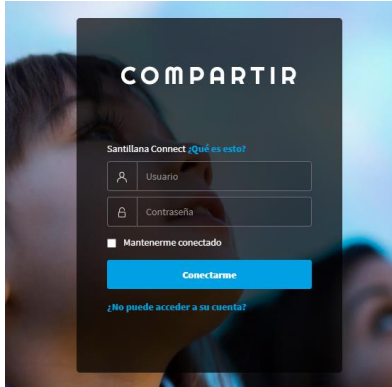 COMPARTIR
Santillana Connect ¿Qué es esto?
Usuario
Contraseña
Mantenerme conectado
Conectarme
¿No puede acceder a su cuenta?